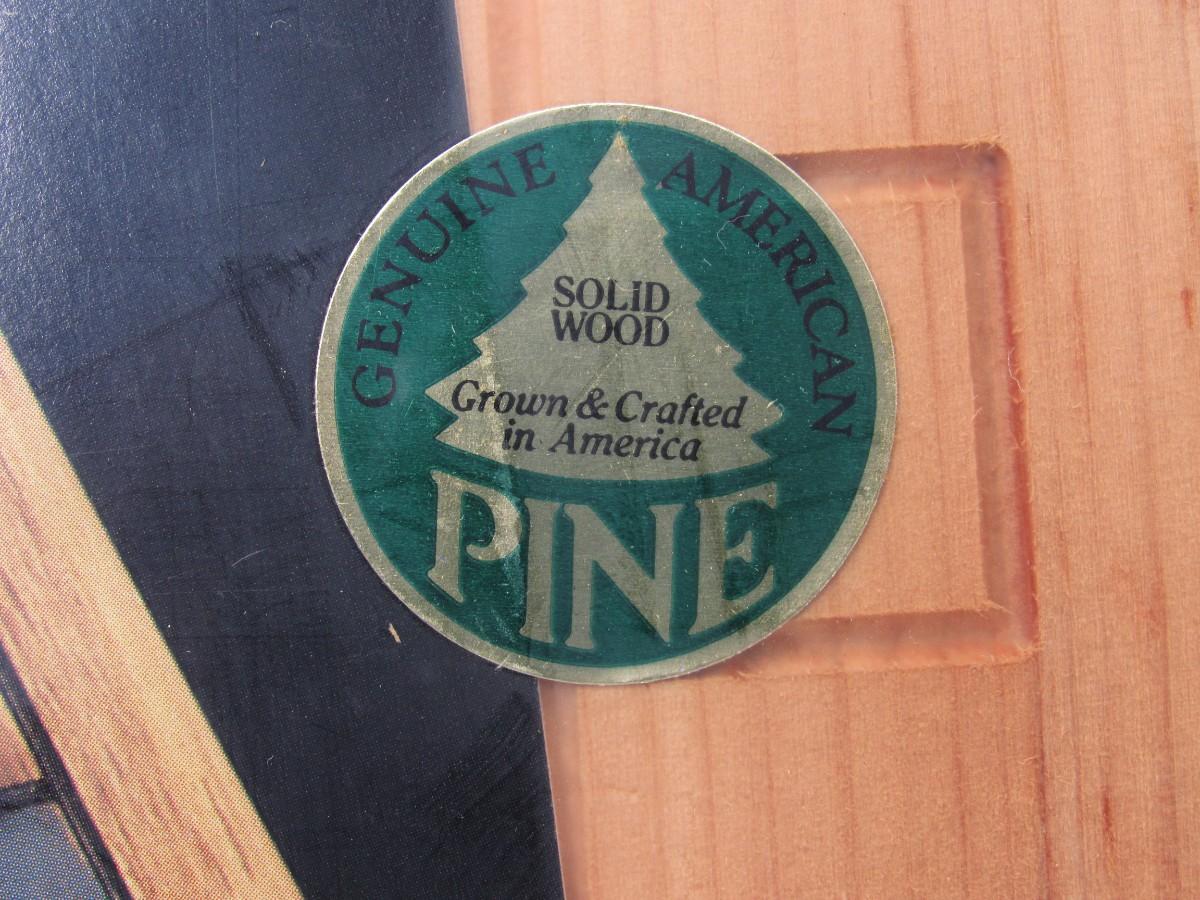 GENUINE AMERICAN
SOLID
WOOD
Grown & Crafted
in America
PINE